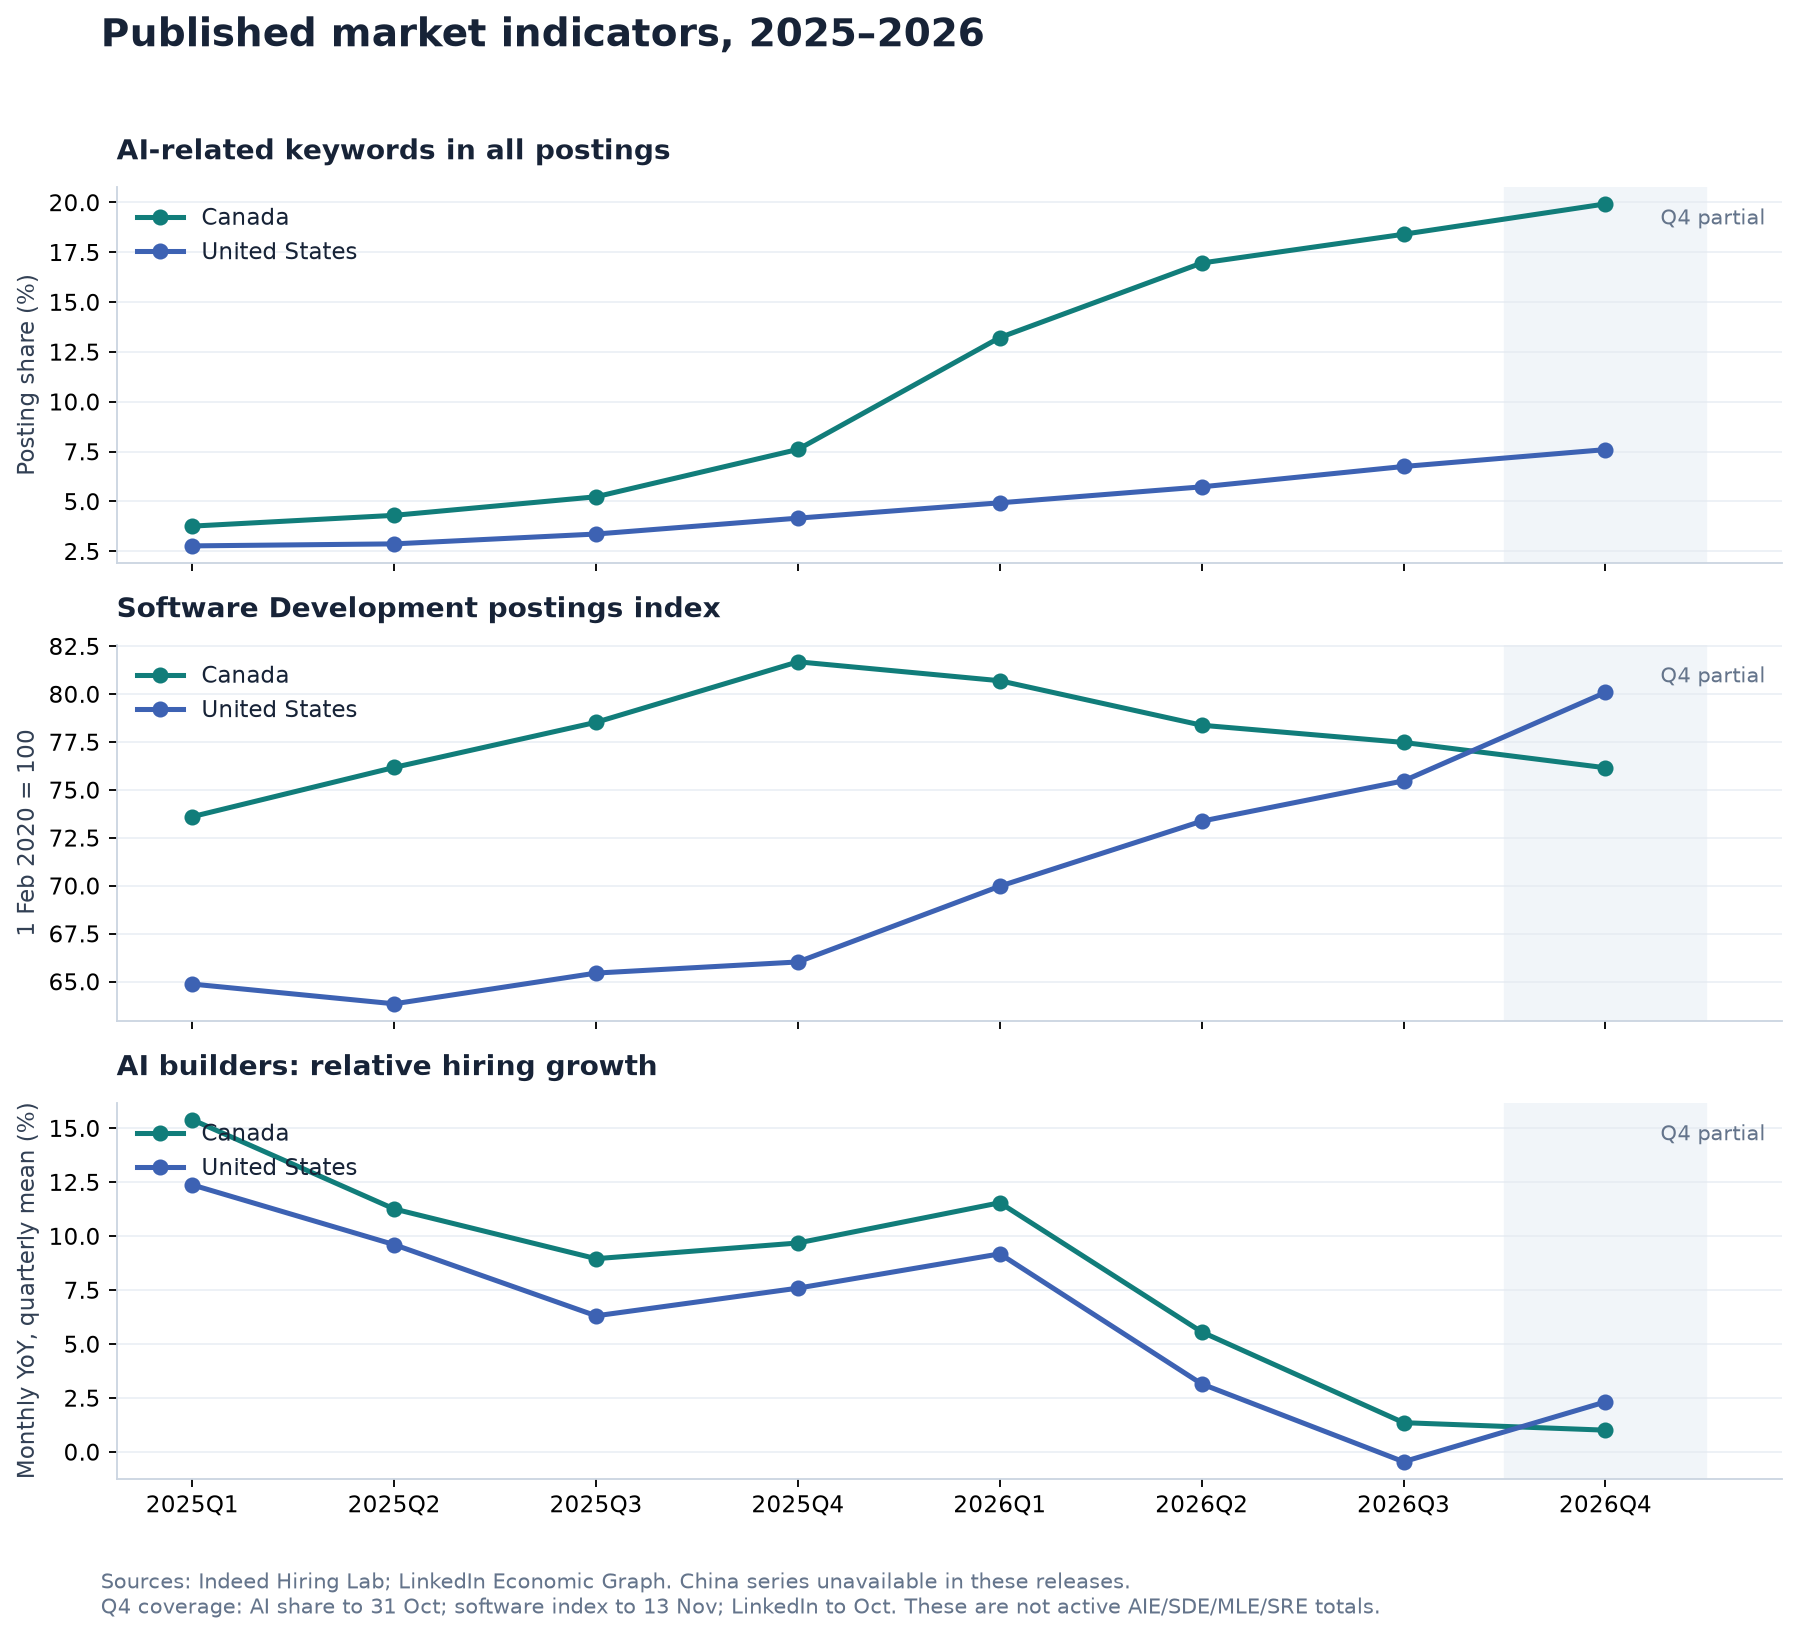 Published market indicators, 2025–2026
AI-related keywords in all postings
Posting share (%)
20.0
17.5
15.0
12.5
10.0
7.5
5.0
2.5
Canada
United States
Q4 partial
Software Development postings index
1 Feb 2020 = 100
82.5
80.0
77.5
75.0
72.5
70.0
67.5
65.0
Canada
United States
Q4 partial
AI builders: relative hiring growth
Monthly YoY, quarterly mean (%)
15.0
12.5
10.0
7.5
5.0
2.5
0.0
Canada
United States
Q4 partial
2025Q1 2025Q2 2025Q3 2025Q4 2026Q1 2026Q2 2026Q3 2026Q4
Sources: Indeed Hiring Lab; LinkedIn Economic Graph. China series unavailable in these releases.
Q4 coverage: AI share to 31 Oct; software index to 13 Nov; LinkedIn to Oct. These are not active AIE/SDE/MLE/SRE totals.